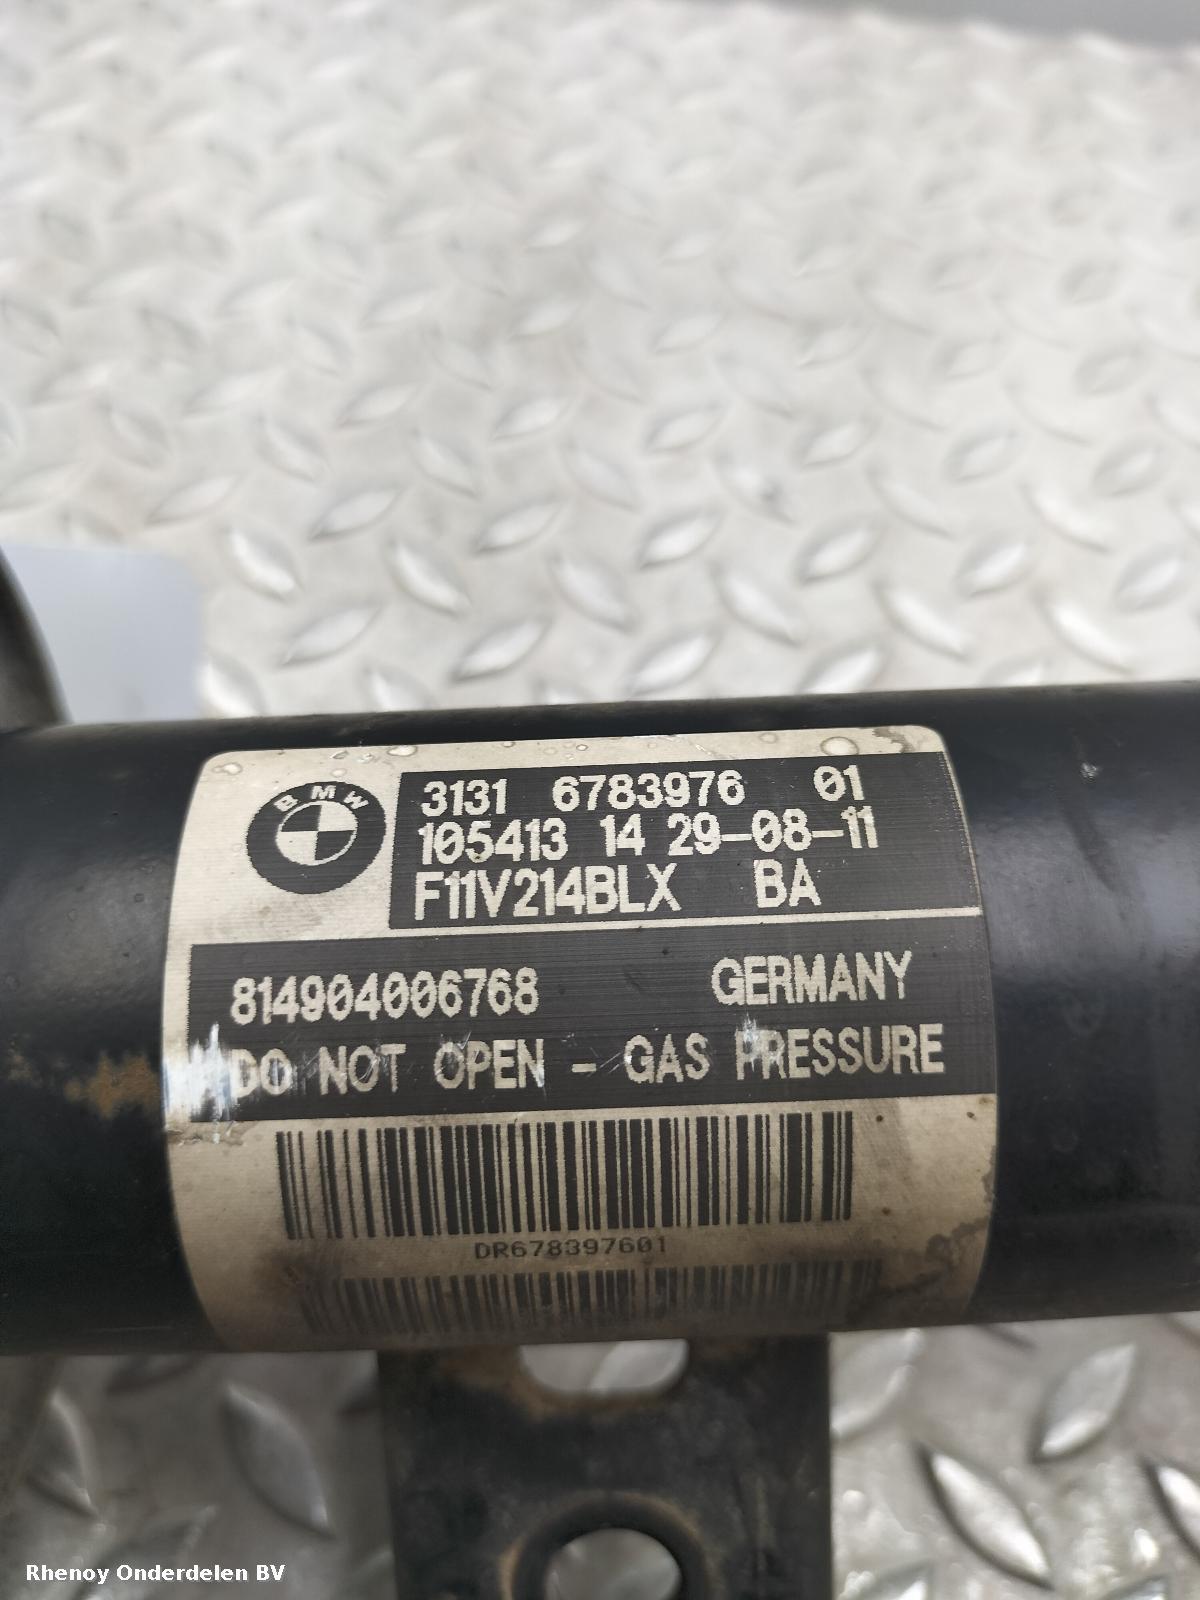 BMW
3131 6783976 01
105413 14 29-08-11
F11V214BLX BA
814904006768 GERMANY
DO NOT OPEN - GAS PRESSURE
DR678397601
Rhenoy Onderdelen BV